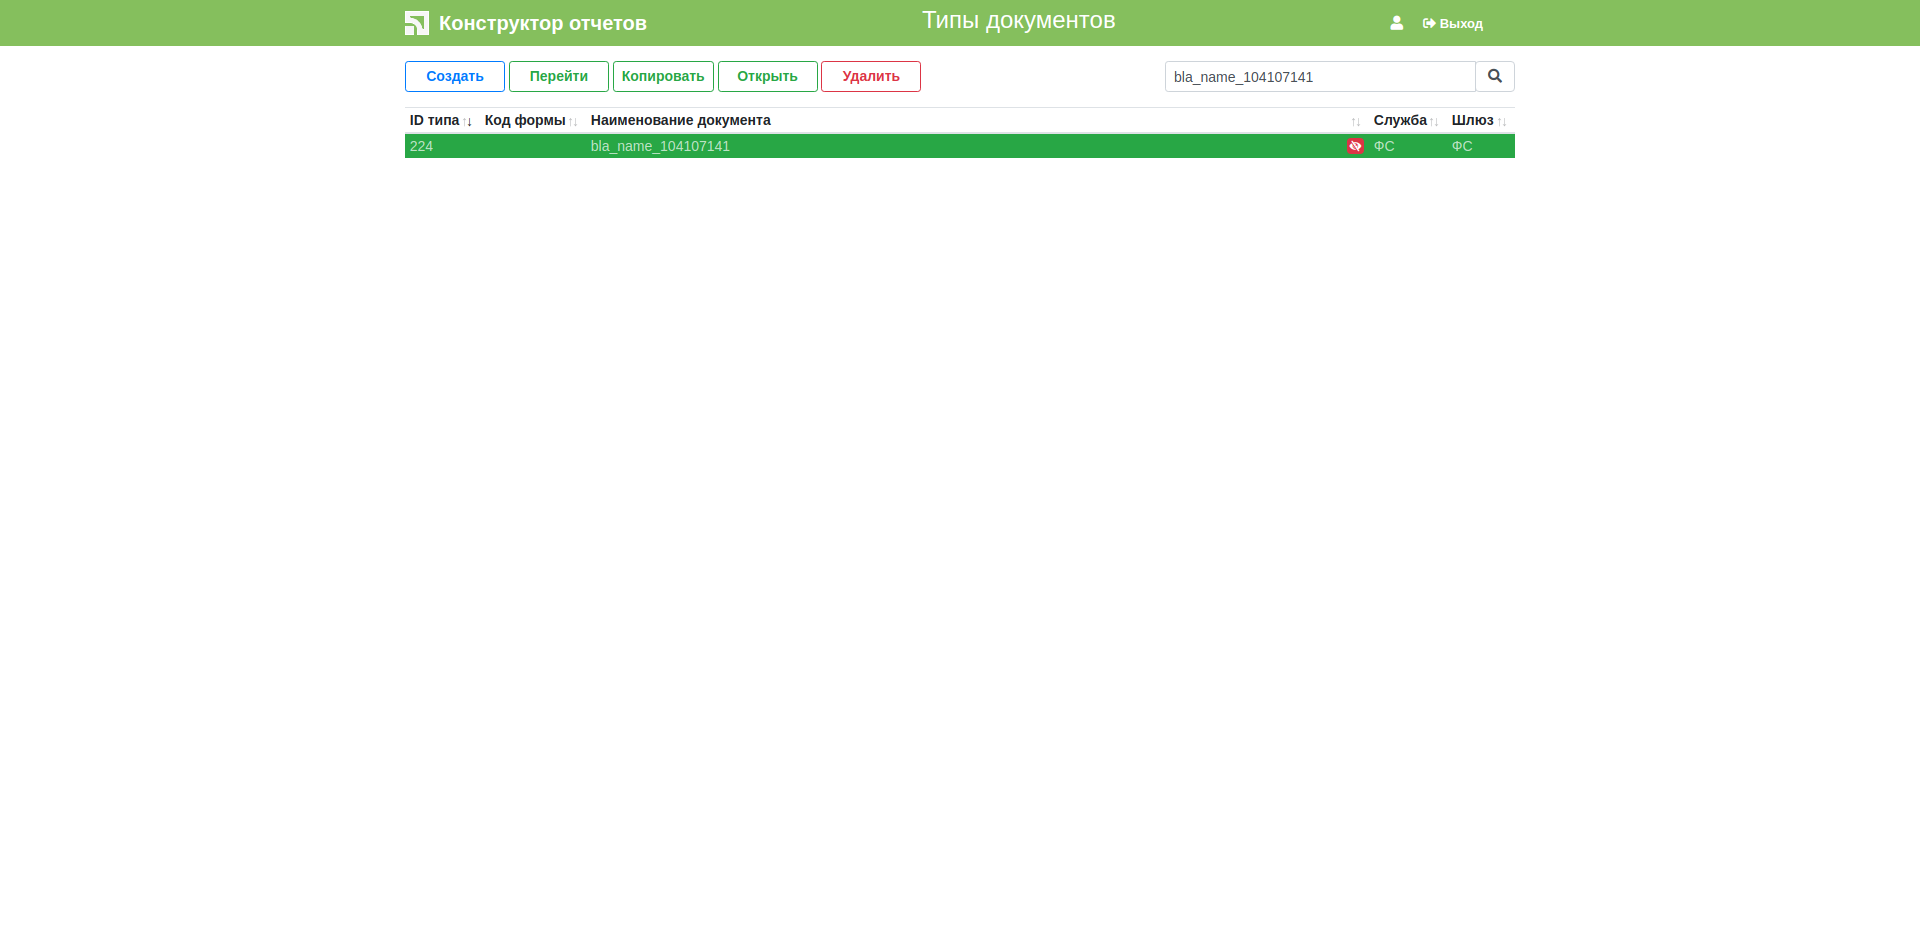 Конструктор отчетов Типы документов Выход
Создать Перейти Копировать Открыть Удалить bla_name_104107141
ID типа ↑↓ Код формы ↑↓ Наименование документа ↑↓ Служба ↑↓ Шлюз ↑↓
224 bla_name_104107141 ФС ФС